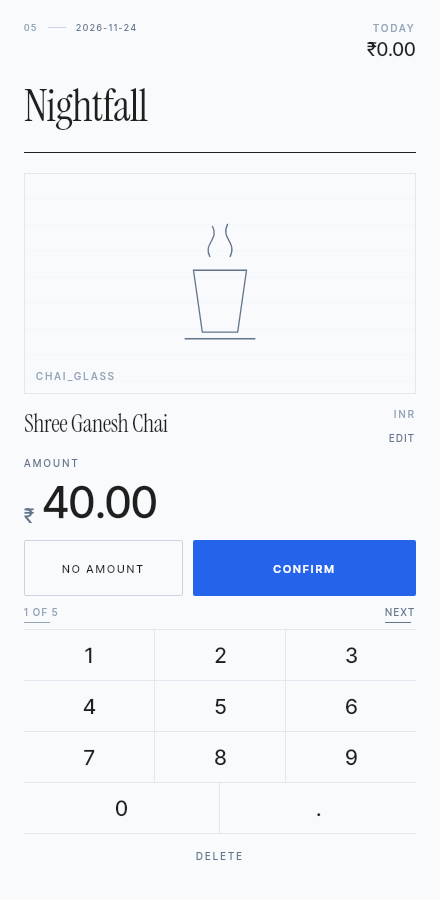 05 2026-11-24
TODAY
₹0.00
Nightfall
CHAI_GLASS
Shree Ganesh Chai
INR
EDIT
AMOUNT
₹ 40.00
NO AMOUNT CONFIRM
1 OF 5 NEXT
1 2 3
4 5 6
7 8 9
0 .
DELETE